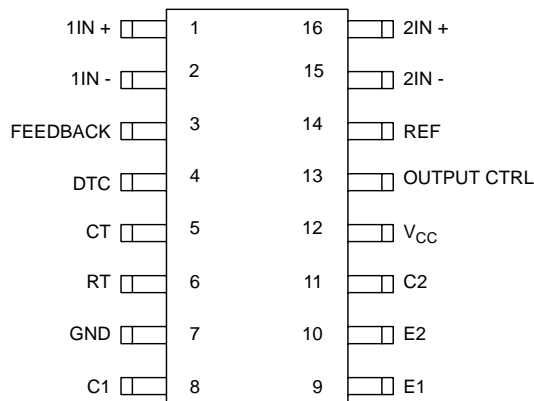 1IN + 1 16 2IN +
1IN - 2 15 2IN -
FEEDBACK 3 14 REF
DTC 4 13 OUTPUT CTRL
CT 5 12 VCC
RT 6 11 C2
GND 7 10 E2
C1 8 9 E1